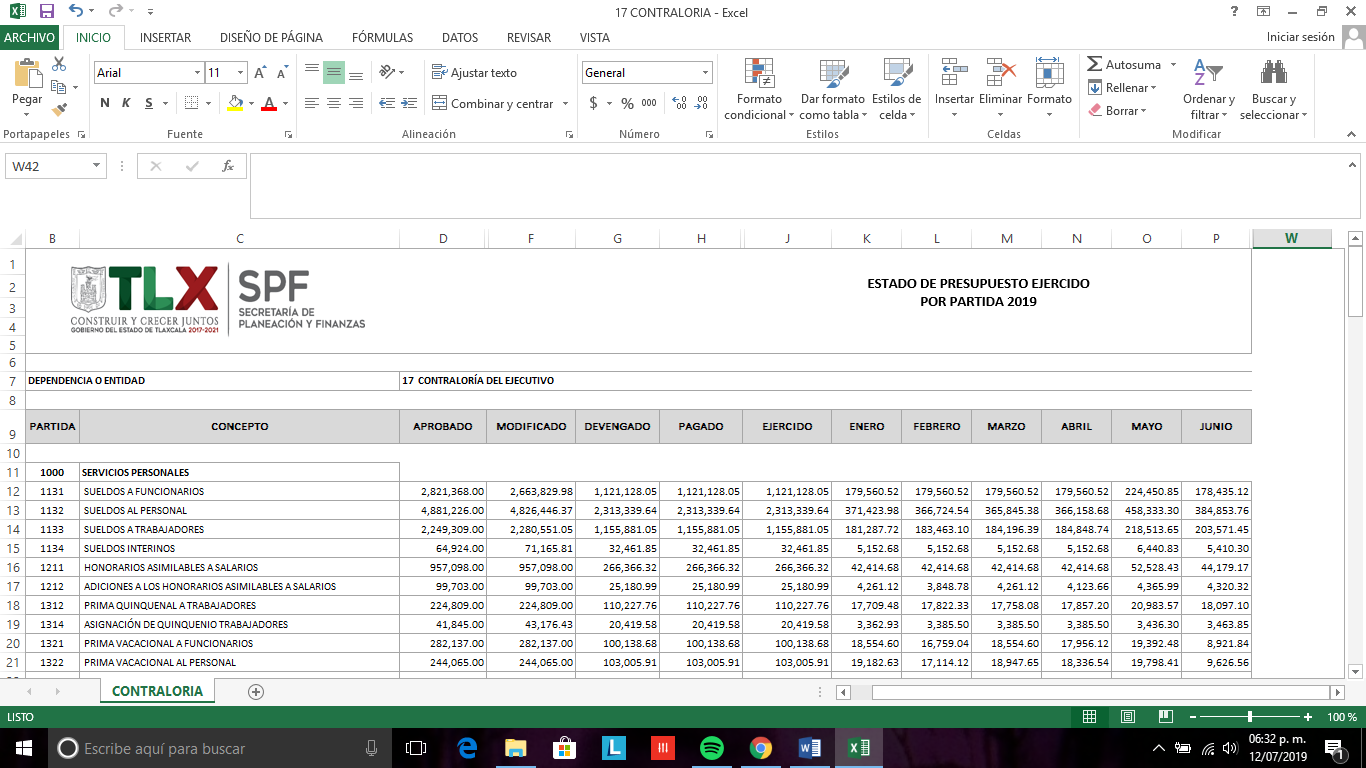 17 CONTRALORIA - Excel
ARCHIVO INICIO INSERTAR DISEÑO DE PÁGINA FÓRMULAS DATOS REVISAR VISTA Iniciar sesión
Pegar
Portapapeles
Arial 11
N K S
Fuente
Ajustar texto
Combinar y centrar
Alineación
General
$ % 000
Número
Formato condicional
Dar formato como tabla
Estilos de celda
Estilos
Insertar Eliminar Formato
Celdas
Autosuma
Rellenar
Borrar
Ordenar y filtrar
Buscar y seleccionar
Modificar
W42 fx
B C D F G H J K L M N O P W
1
2
3
4
5
6
7
8
9
10
11
12
13
14
15
16
17
18
19
20
21
TLX
CONSTRUIR Y CRECER JUNTOS
GOBIERNO DEL ESTADO DE TLAXCALA 2017-2021
SPF
SECRETARÍA DE
PLANEACIÓN Y FINANZAS
ESTADO DE PRESUPUESTO EJERCIDO
POR PARTIDA 2019
DEPENDENCIA O ENTIDAD 17 CONTRALORÍA DEL EJECUTIVO
PARTIDA CONCEPTO APROBADO MODIFICADO DEVENGADO PAGADO EJERCIDO ENERO FEBRERO MARZO ABRIL MAYO JUNIO
1000 SERVICIOS PERSONALES
1131 SUELDOS A FUNCIONARIOS 2,821,368.00 2,663,829.98 1,121,128.05 1,121,128.05 1,121,128.05 179,560.52 179,560.52 179,560.52 179,560.52 224,450.85 178,435.12
1132 SUELDOS AL PERSONAL 4,881,226.00 4,826,446.37 2,313,339.64 2,313,339.64 2,313,339.64 371,423.98 366,724.54 365,845.38 366,158.68 458,333.30 384,853.76
1133 SUELDOS A TRABAJADORES 2,249,309.00 2,280,551.05 1,155,881.05 1,155,881.05 1,155,881.05 181,287.72 183,463.10 184,196.39 184,848.74 218,513.65 203,571.45
1134 SUELDOS INTERINOS 64,924.00 71,165.81 32,461.85 32,461.85 32,461.85 5,152.68 5,152.68 5,152.68 5,152.68 6,440.83 5,410.30
1211 HONORARIOS ASIMILABLES A SALARIOS 957,098.00 957,098.00 266,366.32 266,366.32 266,366.32 42,414.68 42,414.68 42,414.68 42,414.68 52,528.43 44,179.17
1212 ADICIONES A LOS HONORARIOS ASIMILABLES A SALARIOS 99,703.00 99,703.00 25,180.99 25,180.99 25,180.99 4,261.12 3,848.78 4,261.12 4,123.66 4,365.99 4,320.32
1312 PRIMA QUINQUENAL A TRABAJADORES 224,809.00 224,809.00 110,227.76 110,227.76 110,227.76 17,709.48 17,822.33 17,758.08 17,857.20 20,983.57 18,097.10
1314 ASIGNACIÓN DE QUINQUENIO TRABAJADORES 41,845.00 43,176.43 20,419.58 20,419.58 20,419.58 3,362.93 3,385.50 3,385.50 3,385.50 3,436.30 3,463.85
1321 PRIMA VACACIONAL A FUNCIONARIOS 282,137.00 282,137.00 100,138.68 100,138.68 100,138.68 18,554.60 16,759.04 18,554.60 17,956.12 19,392.48 8,921.84
1322 PRIMA VACACIONAL AL PERSONAL 244,065.00 244,065.00 103,005.91 103,005.91 103,005.91 19,182.63 17,114.12 18,947.65 18,336.54 19,798.41 9,626.56
CONTRALORIA
LISTO 100 %
Escribe aquí para buscar
06:32 p. m.
12/07/2019
1